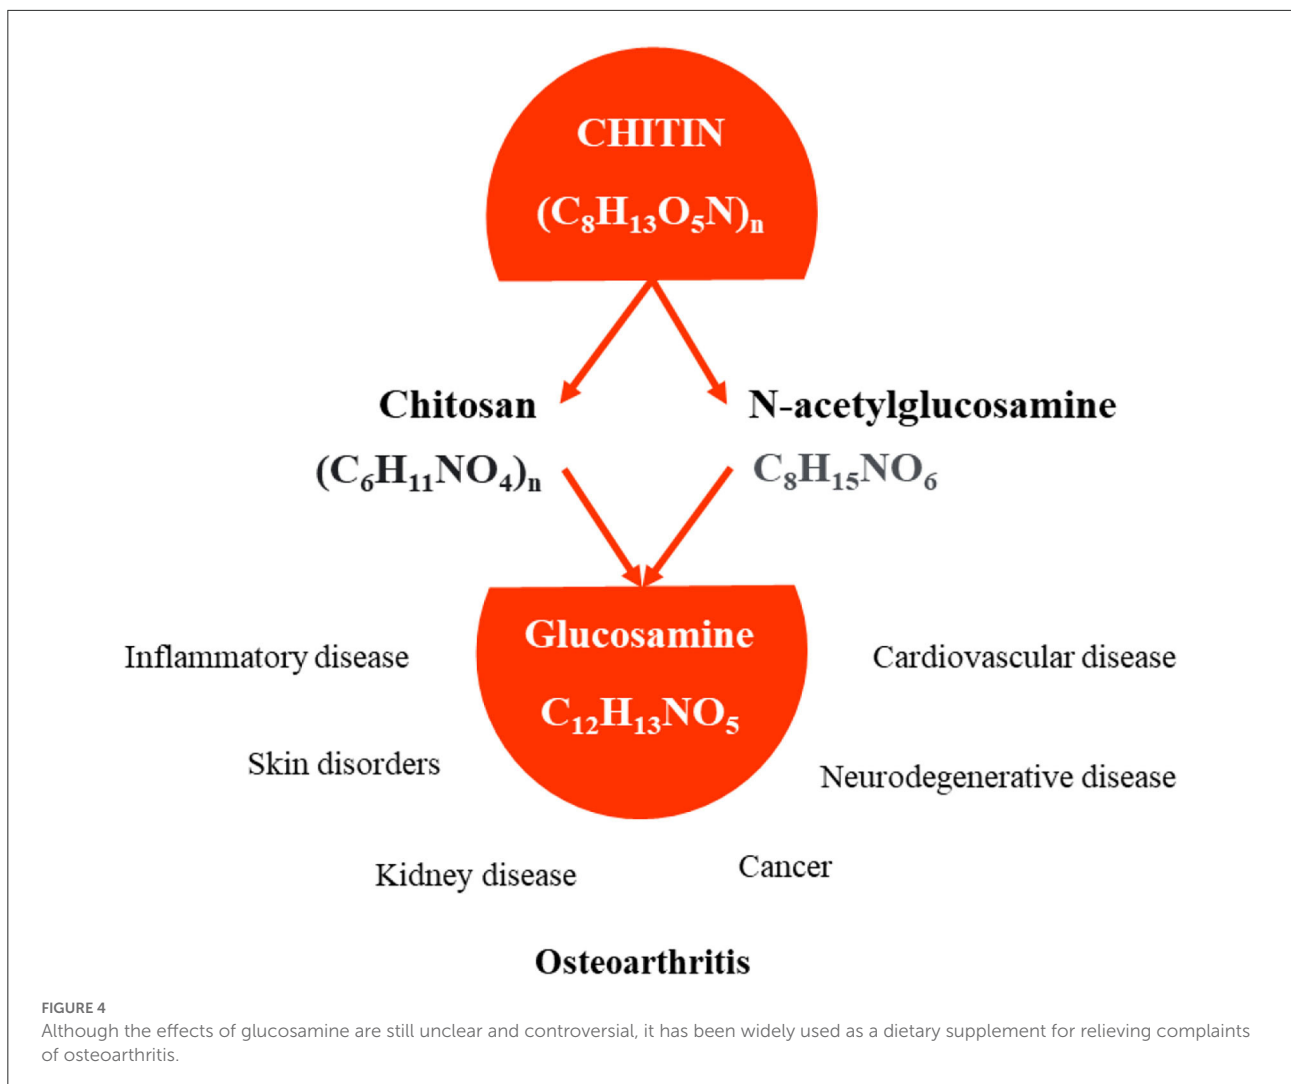 CHITIN
(C₈H₁₃O₅N)ₙ
Chitosan
N-acetylglucosamine
(C₆H₁₁NO₄)ₙ
C₈H₁₅NO₆
Glucosamine
C₁₂H₁₃NO₅
Inflammatory disease
Cardiovascular disease
Skin disorders
Neurodegenerative disease
Kidney disease
Cancer
Osteoarthritis
FIGURE 4
Although the effects of glucosamine are still unclear and controversial, it has been widely used as a dietary supplement for relieving complaints
of osteoarthritis.